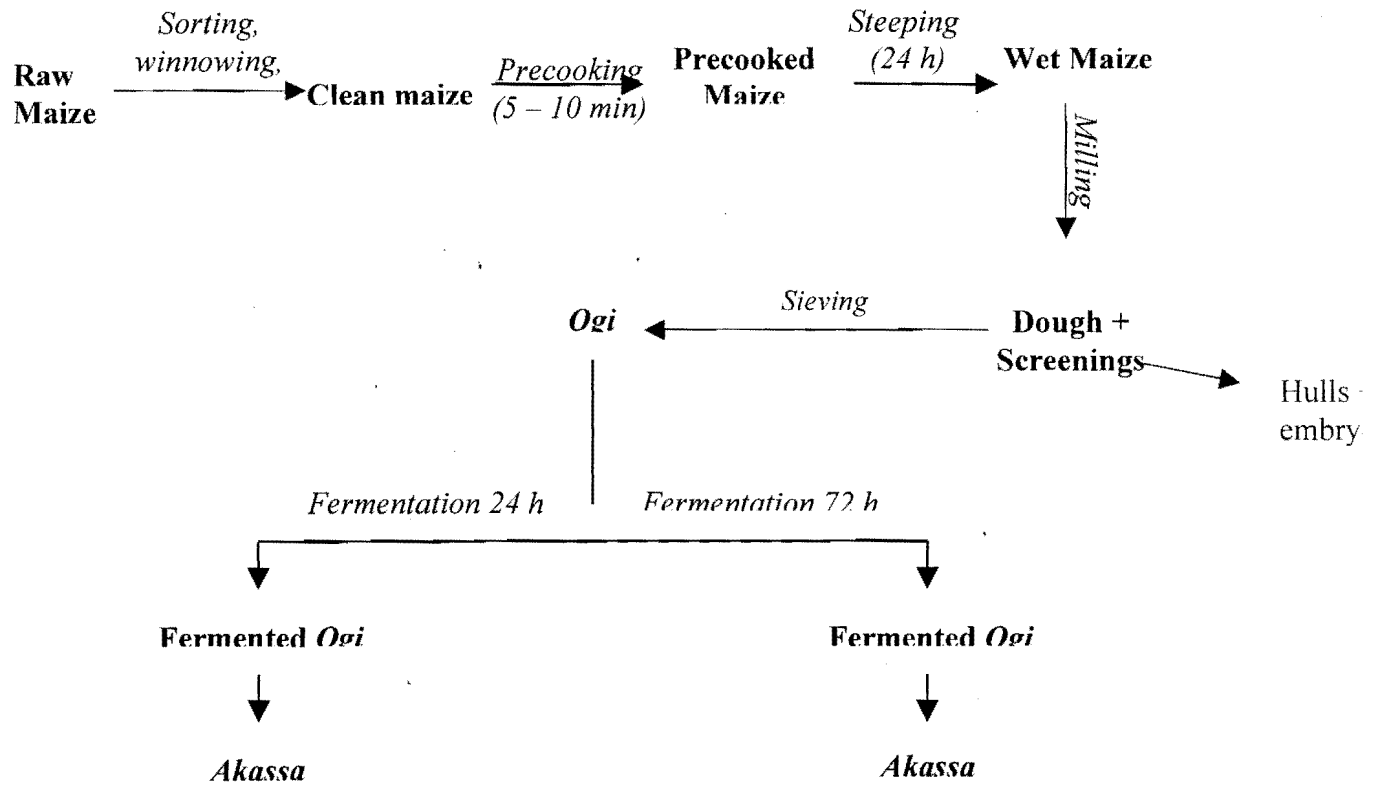 Sorting,
winnowing,
Raw
Maize
Clean maize
Precooking
(5 – 10 min)
Precooked
Maize
Steeping
(24 h)
Wet Maize
Milling
Dough +
Screenings
Hulls -
embry
Sieving
Ogi
Fermentation 24 h
Fermentation 72 h
Fermented Ogi
Fermented Ogi
Akassa
Akassa